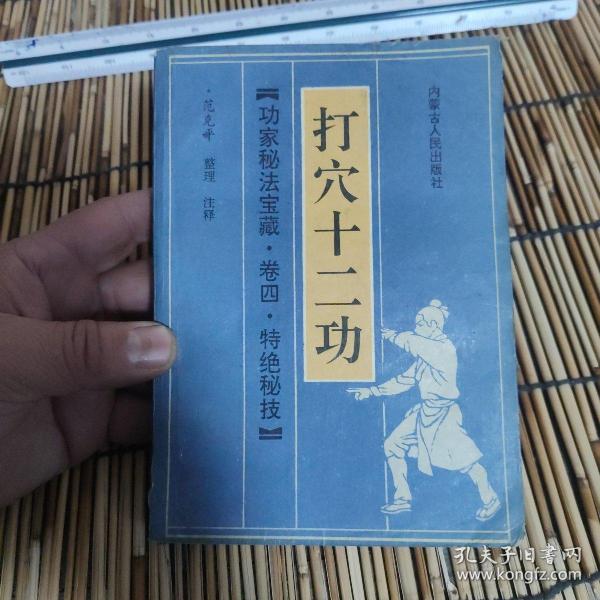 内蒙古人民出版社
打穴十二功
【功家秘法宝藏·卷四·特绝秘技】
·范克平 整理 注释
孔夫子旧书网
www.kongfz.com